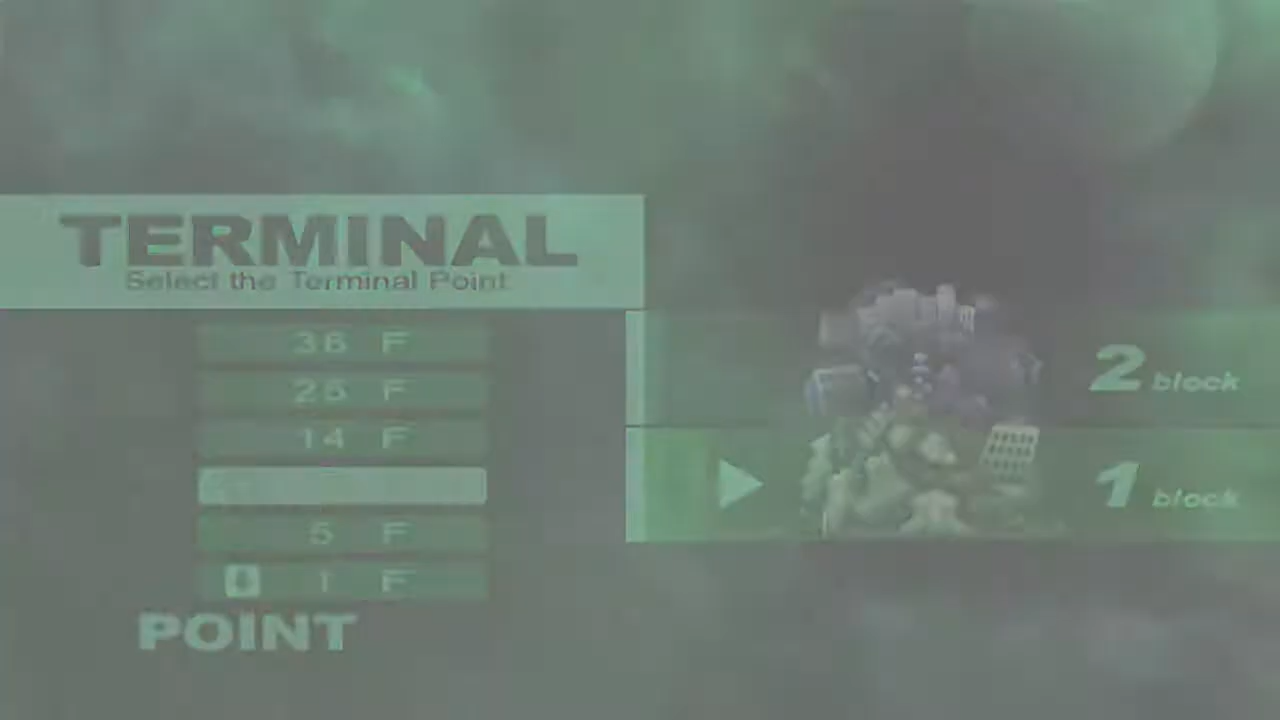 TERMINAL
Select the Terminal Point
36 F
25 F
14 F
5 F
1 F
POINT
2 block
1 block